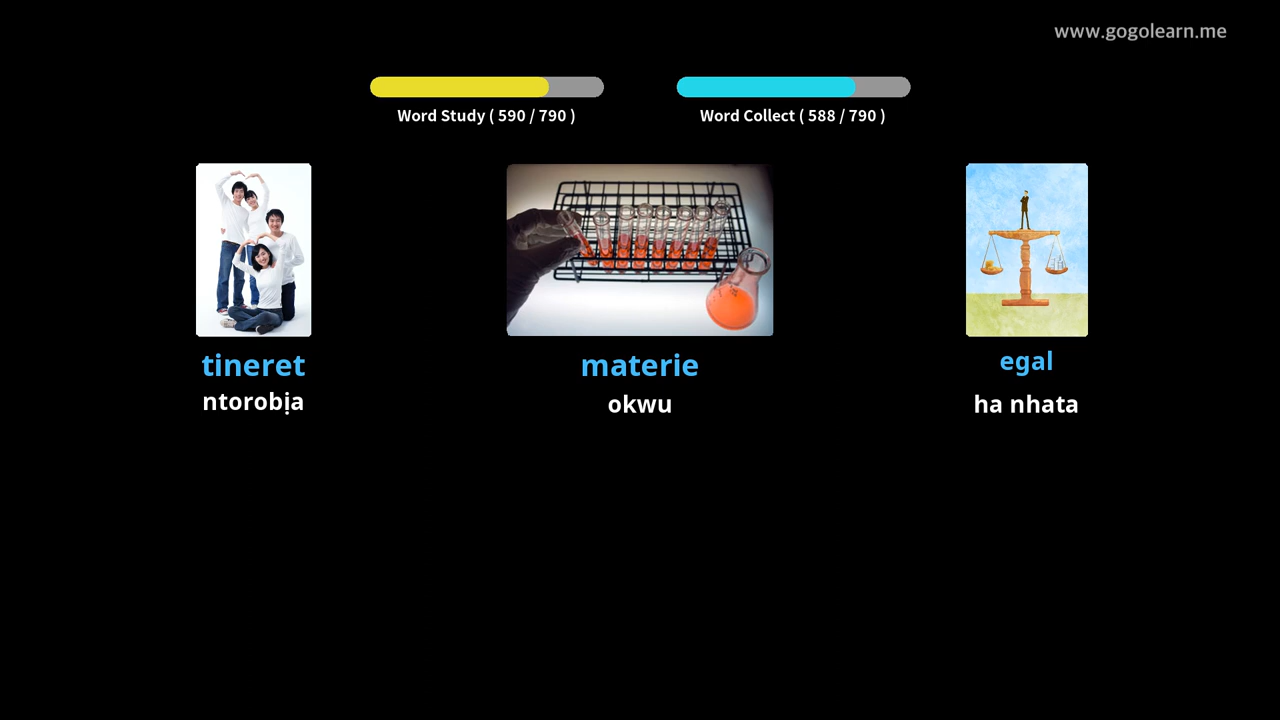 www.gogolearn.me
Word Study ( 590 / 790 )
Word Collect ( 588 / 790 )
tineret
ntorobịa
materie
okwu
egal
ha nhata